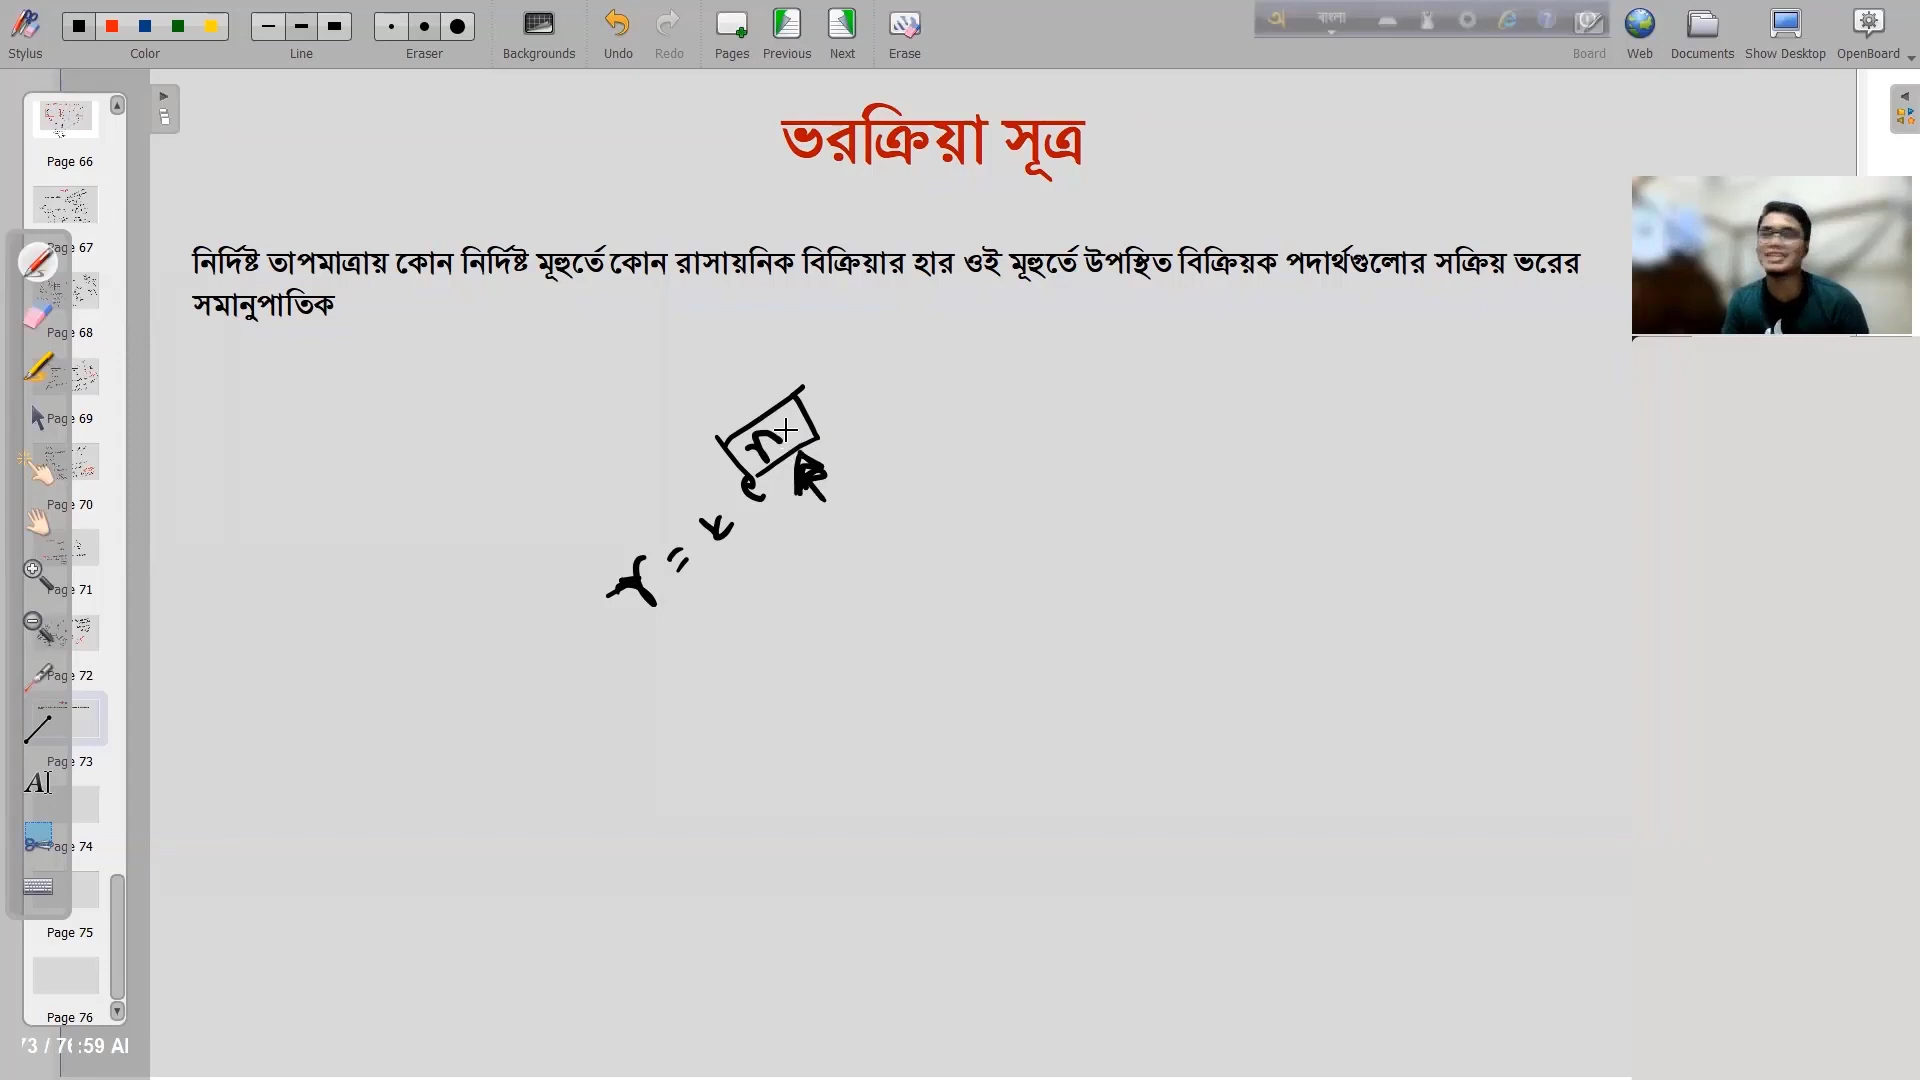 Stylus
Color
Line
Eraser
Backgrounds
Undo
Redo
Pages
Previous
Next
Erase
বাংলা
Board
Web
Documents
Show Desktop
OpenBoard
ভরক্রিয়া সূত্র
নির্দিষ্ট তাপমাত্রায় কোন নির্দিষ্ট মূহুর্তে কোন রাসায়নিক বিক্রিয়ার হার ওই মূহুর্তে উপস্থিত বিক্রিয়ক পদার্থগুলোর সক্রিয় ভরের
সমানুপাতিক
Page 66
Page 67
Page 68
Page 69
Page 70
Page 71
Page 72
Page 73
Page 74
Page 75
Page 76